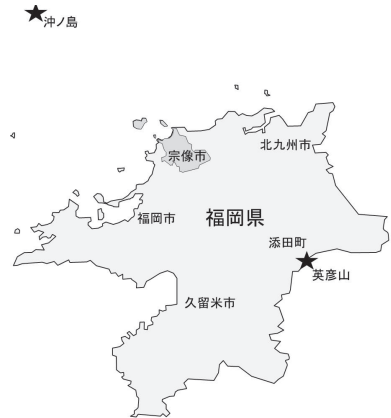 沖ノ島
北九州市
宗像市
福岡市
福岡県
添田町
英彦山
久留米市